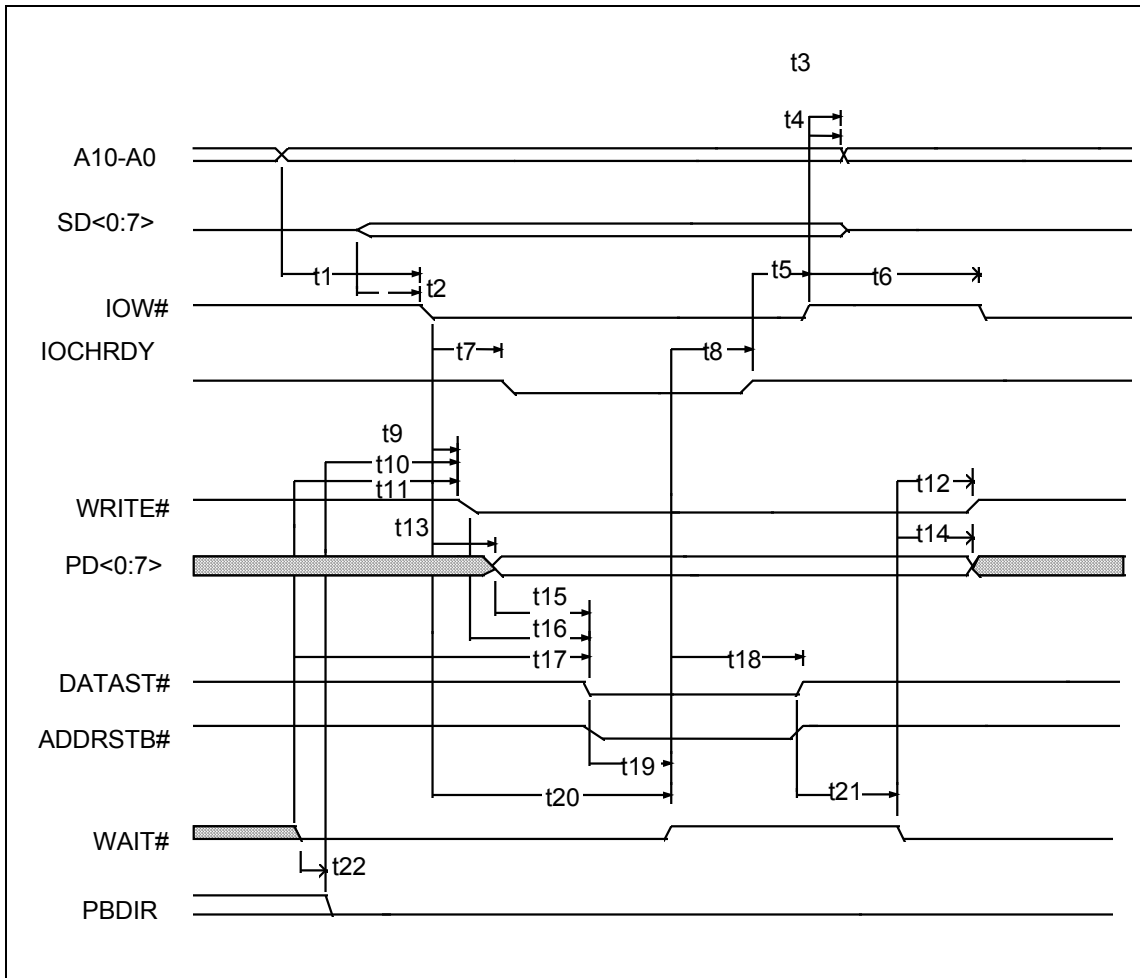 t3
t4
A10-A0
SD<0:7>
t1
t2
t5
t6
IOW#
IOCHRDY
t7
t8
t9
t10
t11
t12
WRITE#
t13
t14
PD<0:7>
t15
t16
t17
t18
DATAST#
ADDRSTB#
t19
t20
t21
WAIT#
t22
PBDIR